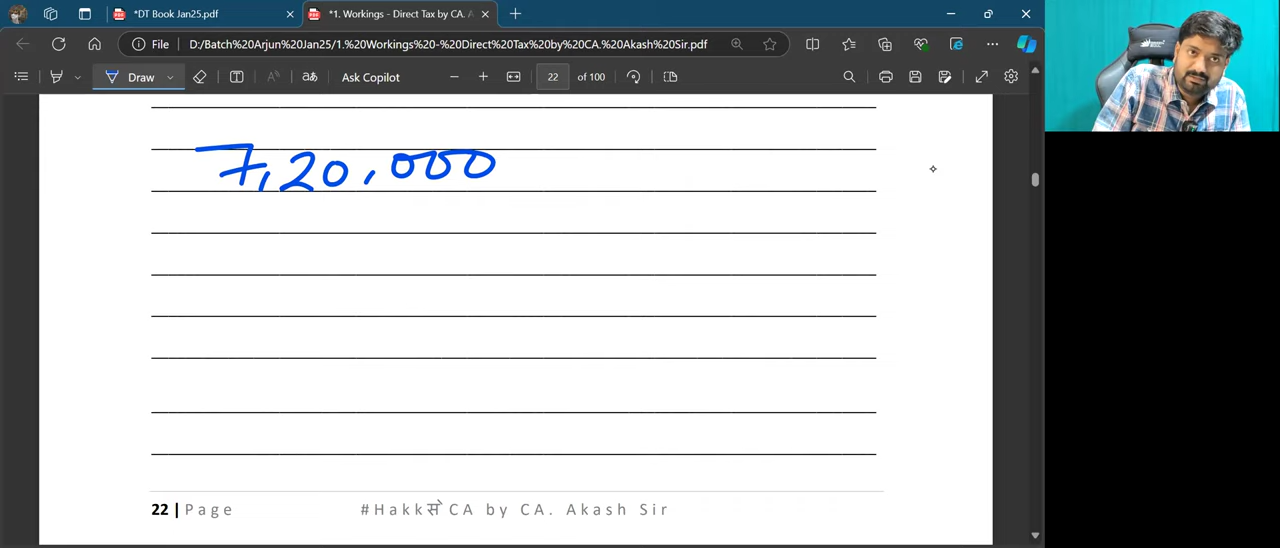 *DT Book Jan25.pdf
*1. Workings - Direct Tax by CA. A
File D:/Batch%20Arjun%20Jan25/1.%20Workings%20-%20Direct%20Tax%20by%20CA.%20Akash%20Sir.pdf
Draw aあ Ask Copilot 22 of 100
7,20,000
22 | Page #Hakkसे CA by CA. Akash Sir